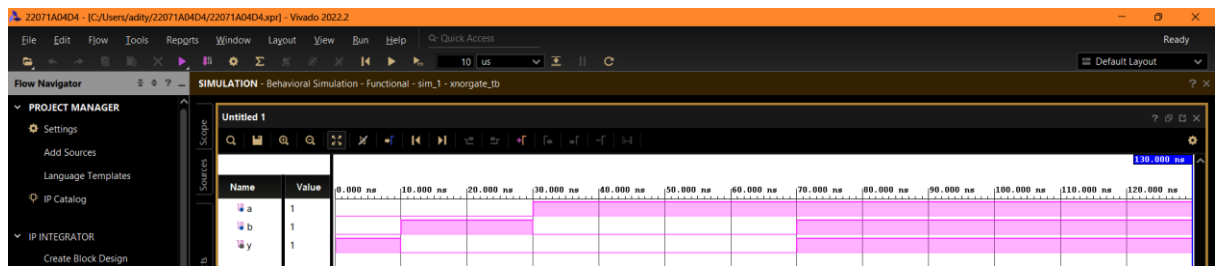 22071A04D4 - [C:/Users/adity/22071A04D4/22071A04D4.xpr] - Vivado 2022.2
File Edit Flow Tools Reports Window Layout View Run Help Q- Quick Access
Ready
10 us
Default Layout
Flow Navigator
SIMULATION - Behavioral Simulation - Functional - sim_1 - xnorgate_tb
PROJECT MANAGER
Settings
Add Sources
Language Templates
IP Catalog
IP INTEGRATOR
Create Block Design
Scope
Sources
Untitled 1
130.000 ns
Name Value 0.000 ns 10.000 ns 20.000 ns 30.000 ns 40.000 ns 50.000 ns 60.000 ns 70.000 ns 80.000 ns 90.000 ns 100.000 ns 110.000 ns 120.000 ns
a 1
b 1
y 1